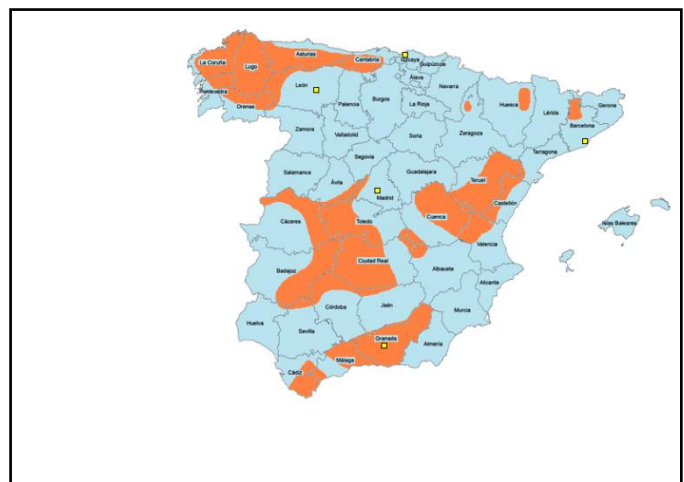 La Coruña
Lugo
Asturias
Cantabria
Guipúzcoa
Álava
Navarra
Pontevedra
Orense
León
Palencia
Burgos
La Rioja
Huesca
Lérida
Gerona
Barcelona
Zamora
Valladolid
Soria
Zaragoza
Tarragona
Segovia
Salamanca
Ávila
Guadalajara
Teruel
Madrid
Castellón
Cáceres
Toledo
Cuenca
Islas Baleares
Valencia
Ciudad Real
Badajoz
Albacete
Alicante
Córdoba
Jaén
Murcia
Huelva
Sevilla
Granada
Almería
Málaga
Cádiz